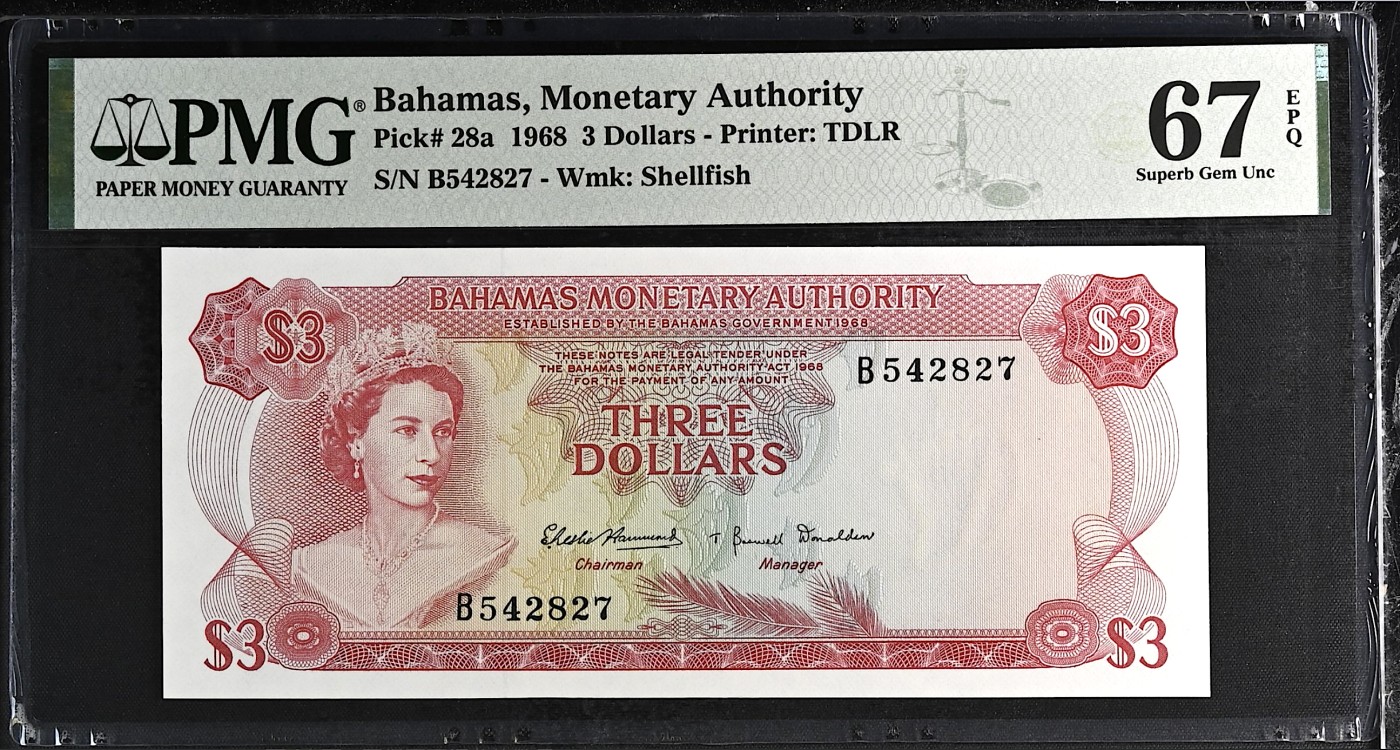 PMG®
PAPER MONEY GUARANTY
Bahamas, Monetary Authority
Pick# 28a 1968 3 Dollars - Printer: TDLR
S/N B542827 - Wmk: Shellfish
67
EPQ
Superb Gem Unc
$3
BAHAMAS MONETARY AUTHORITY
$3
ESTABLISHED BY THE BAHAMAS GOVERNMENT 1968
THESE NOTES ARE LEGAL TENDER UNDER
THE BAHAMAS MONETARY AUTHORITY ACT 1968
FOR THE PAYMENT OF ANY AMOUNT
B542827
THREE
DOLLARS
Chairman
Manager
B542827
$3
$3